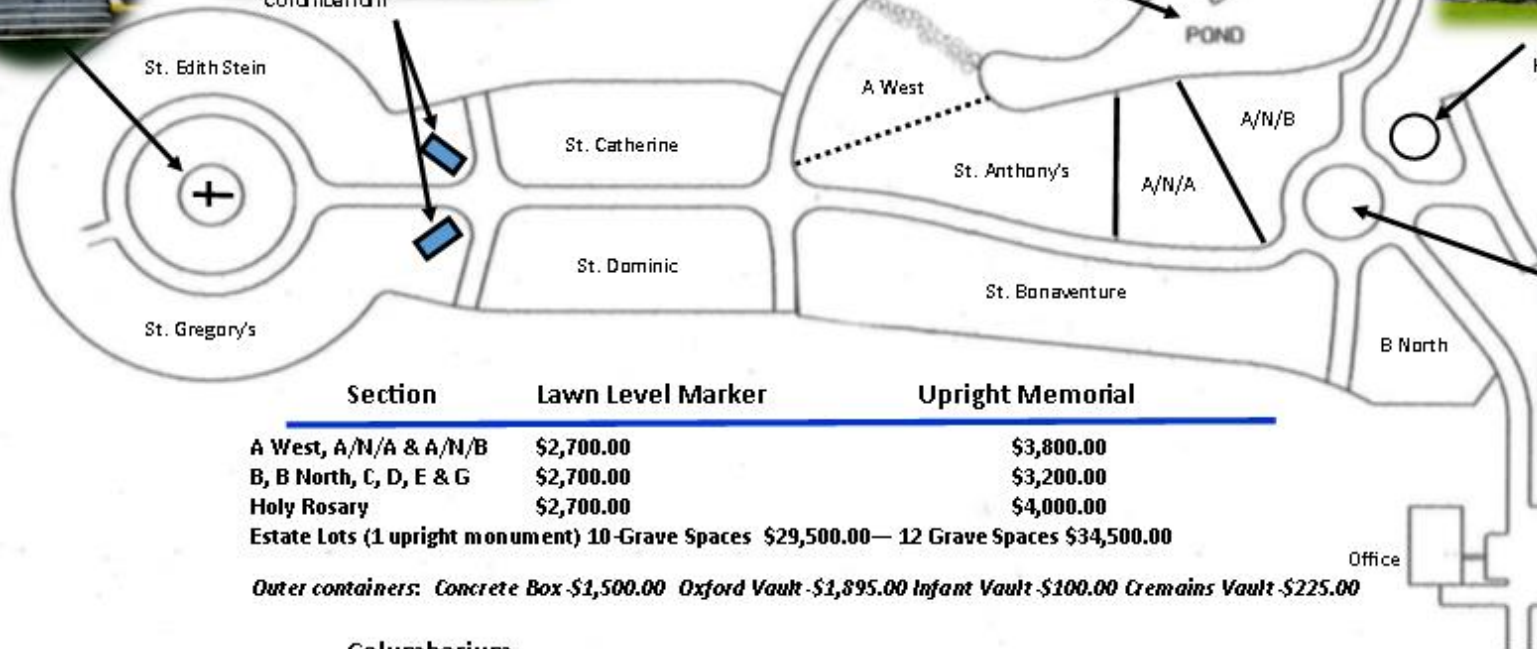 POND
St. Edith Stein
A West
A/N/B
St. Catherine
St. Anthony's
A/N/A
St. Dominic
St. Bonaventure
St. Gregory's
B North
Section Lawn Level Marker Upright Memorial
A West, A/N/A & A/N/B $2,700.00 $3,800.00
B, B North, C, D, E & G $2,700.00 $3,200.00
Holy Rosary $2,700.00 $4,000.00
Estate Lots (1 upright monument) 10-Grave Spaces $29,500.00— 12 Grave Spaces $34,500.00
Office
Outer containers: Concrete Box-$1,500.00 Oxford Vault-$1,895.00 Infant Vault-$100.00 Cremains Vault-$225.00